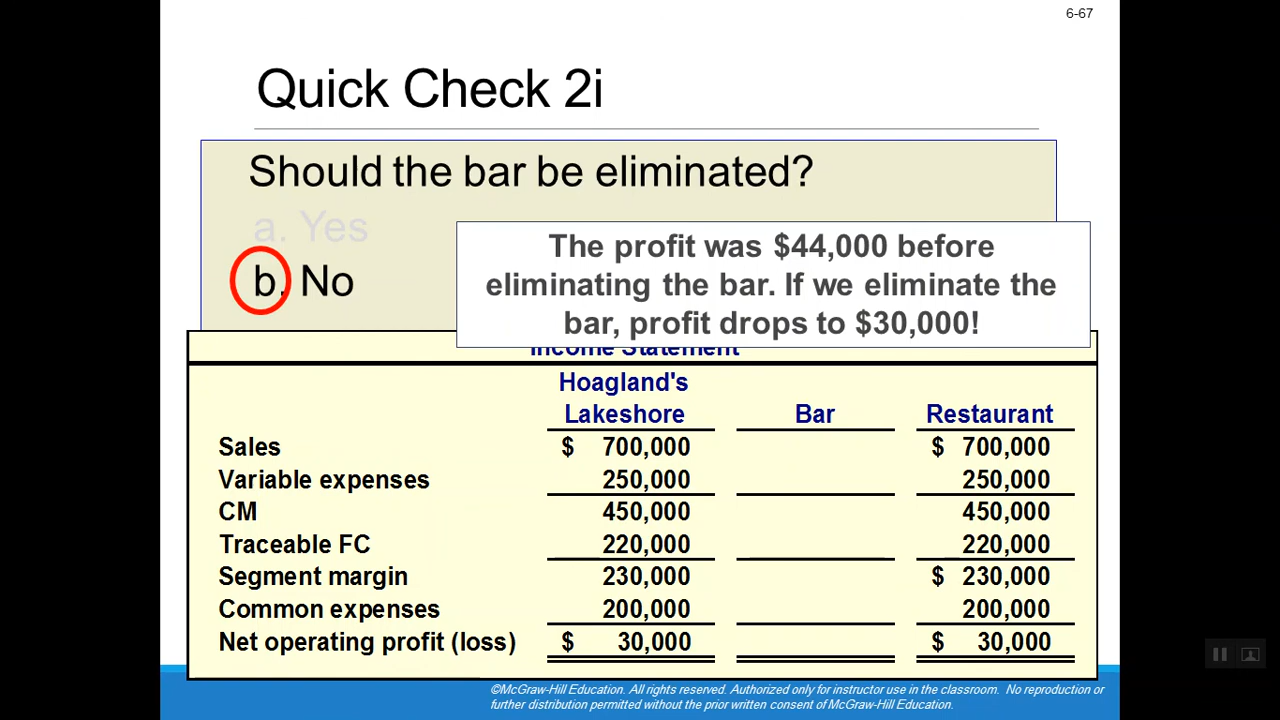 6-67
Quick Check 2i
Should the bar be eliminated?
a. Yes
b. No
The profit was $44,000 before
eliminating the bar. If we eliminate the
bar, profit drops to $30,000!
Income Statement
Hoagland's
Lakeshore Bar Restaurant
Sales $ 700,000 $ 700,000
Variable expenses 250,000 250,000
CM 450,000 450,000
Traceable FC 220,000 220,000
Segment margin 230,000 $ 230,000
Common expenses 200,000 200,000
Net operating profit (loss) $ 30,000 $ 30,000
©McGraw-Hill Education. All rights reserved. Authorized only for instructor use in the classroom. No reproduction or
further distribution permitted without the prior written consent of McGraw-Hill Education.